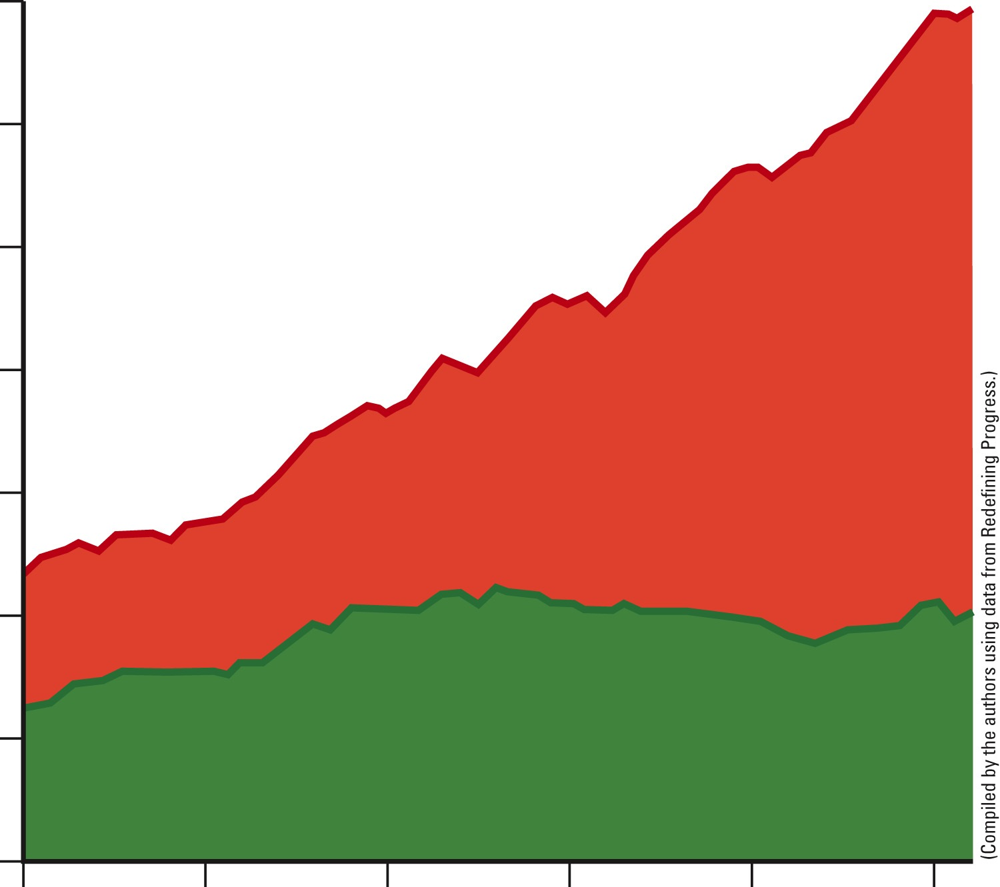 (Compiled by the authors using data from Redefining Progress.)